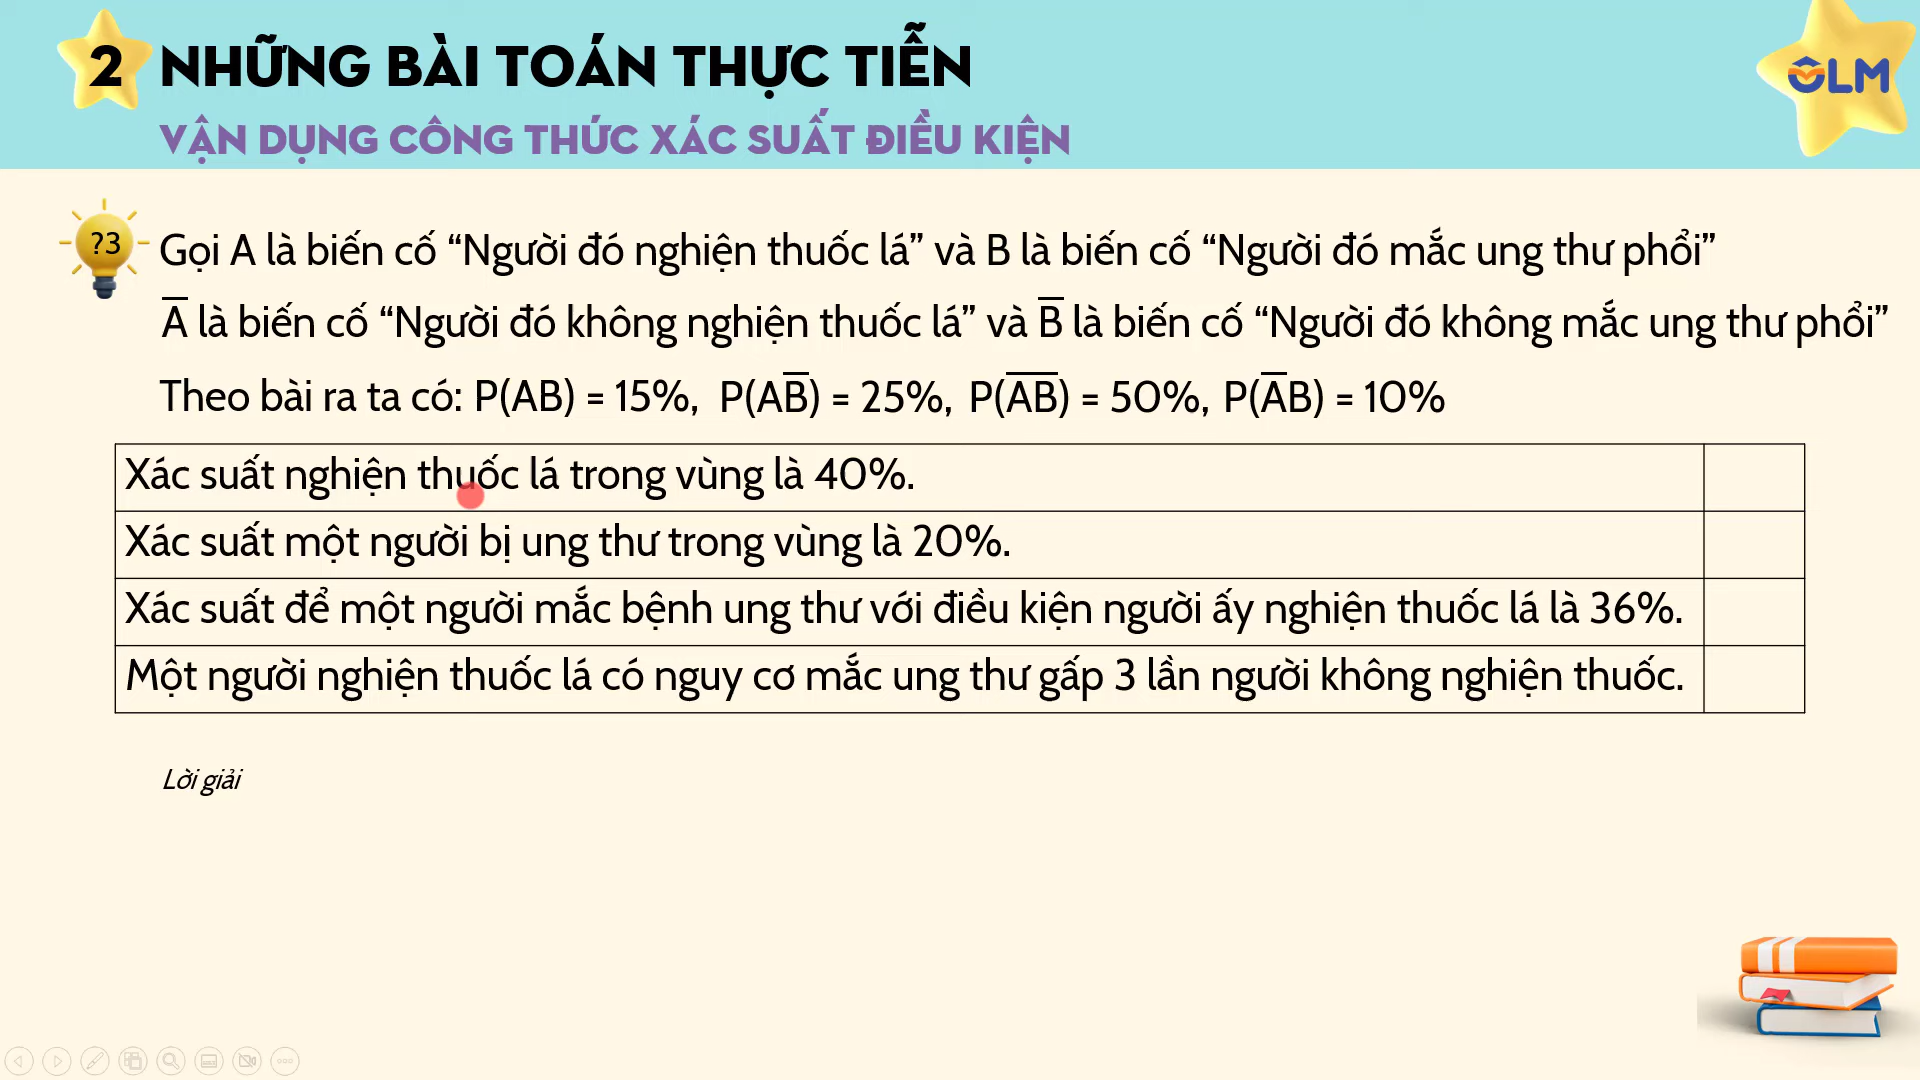 2 NHỮNG BÀI TOÁN THỰC TIỄN
OLM
VẬN DỤNG CÔNG THỨC XÁC SUẤT ĐIỀU KIỆN
?3
Gọi A là biến cố “Người đó nghiện thuốc lá” và B là biến cố “Người đó mắc ung thư phổi”
A̅ là biến cố “Người đó không nghiện thuốc lá” và B̅ là biến cố “Người đó không mắc ung thư phổi”
Theo bài ra ta có: P(AB) = 15%, P(AB̅) = 25%, P(A̅B̅) = 50%, P(A̅B) = 10%
Xác suất nghiện thuốc lá trong vùng là 40%.
Xác suất một người bị ung thư trong vùng là 20%.
Xác suất để một người mắc bệnh ung thư với điều kiện người ấy nghiện thuốc lá là 36%.
Một người nghiện thuốc lá có nguy cơ mắc ung thư gấp 3 lần người không nghiện thuốc.
Lời giải